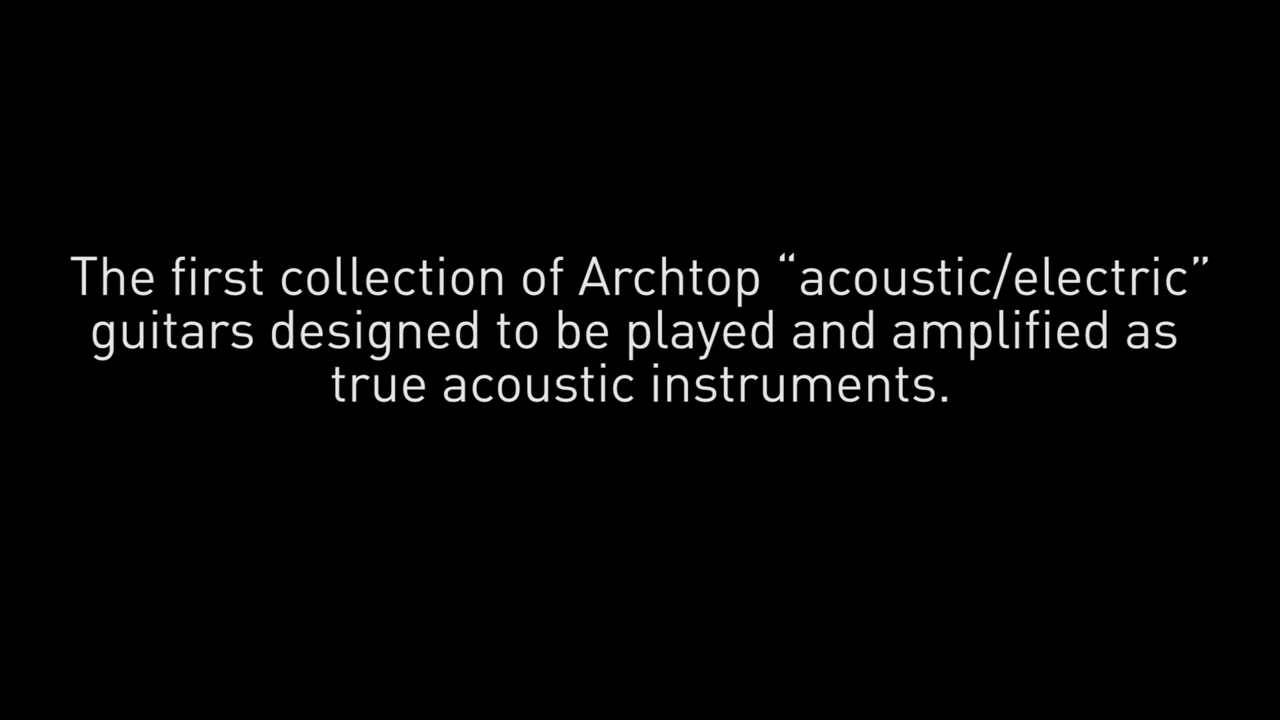 The first collection of Archtop “acoustic/electric”
guitars designed to be played and amplified as
true acoustic instruments.